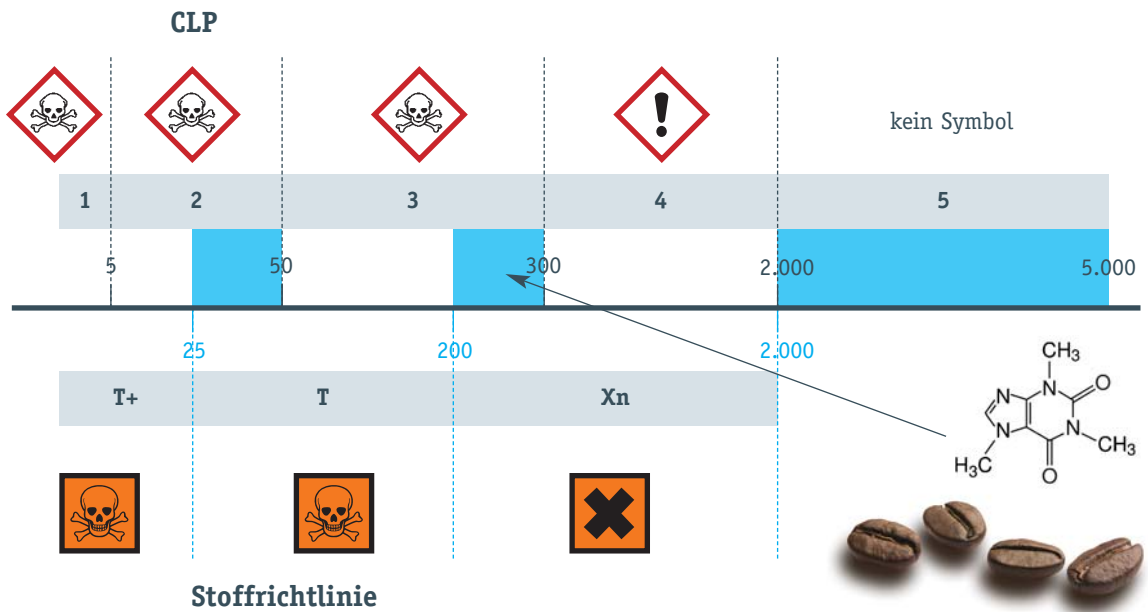 CLP
kein Symbol
1 2 3 4 5
5 50 300 2.000 5.000
25 200 2.000
T+ T Xn
CH3
N
N
O
N
N
CH3
H3C
O
Stoffrichtlinie